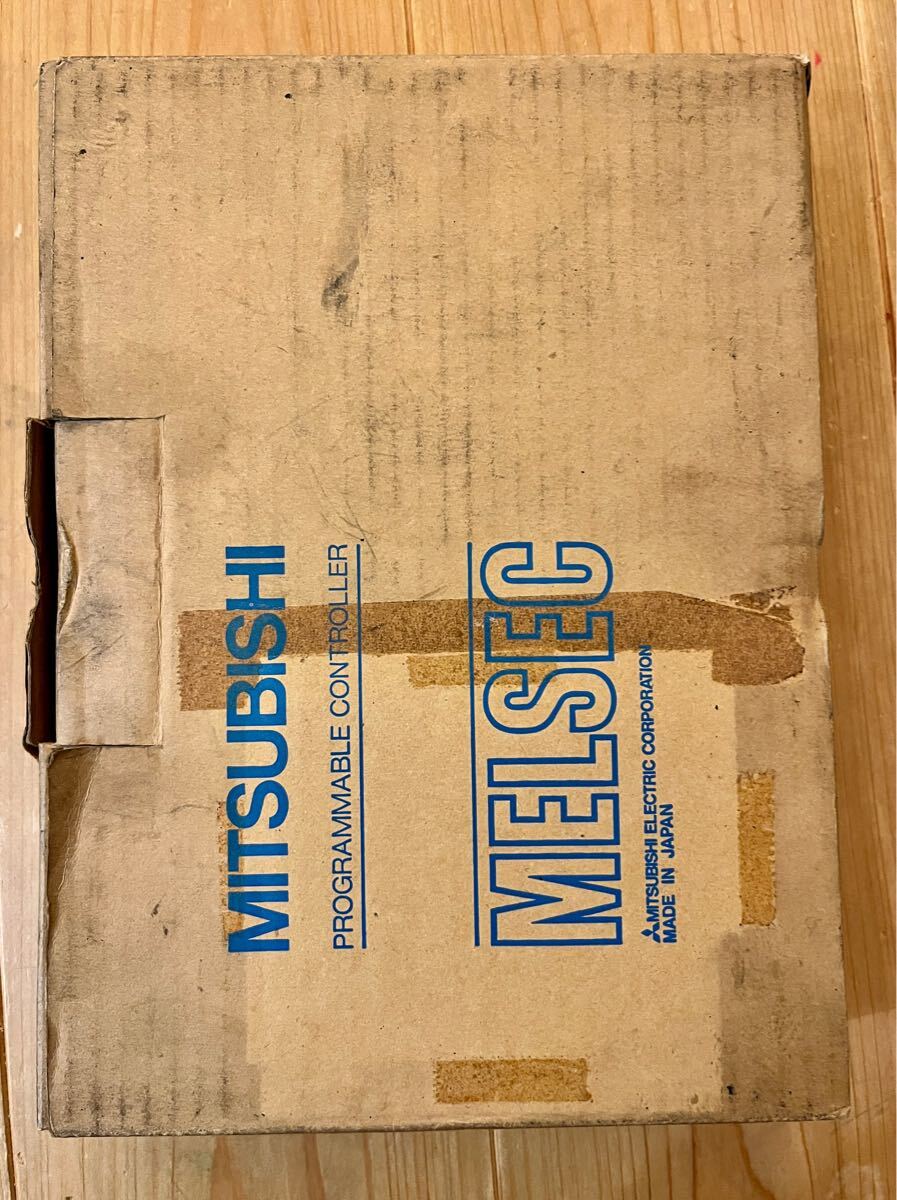 MITSUBISHI
PROGRAMMABLE CONTROLLER
MELSEC
MITSUBISHI ELECTRIC CORPORATION
MADE IN JAPAN